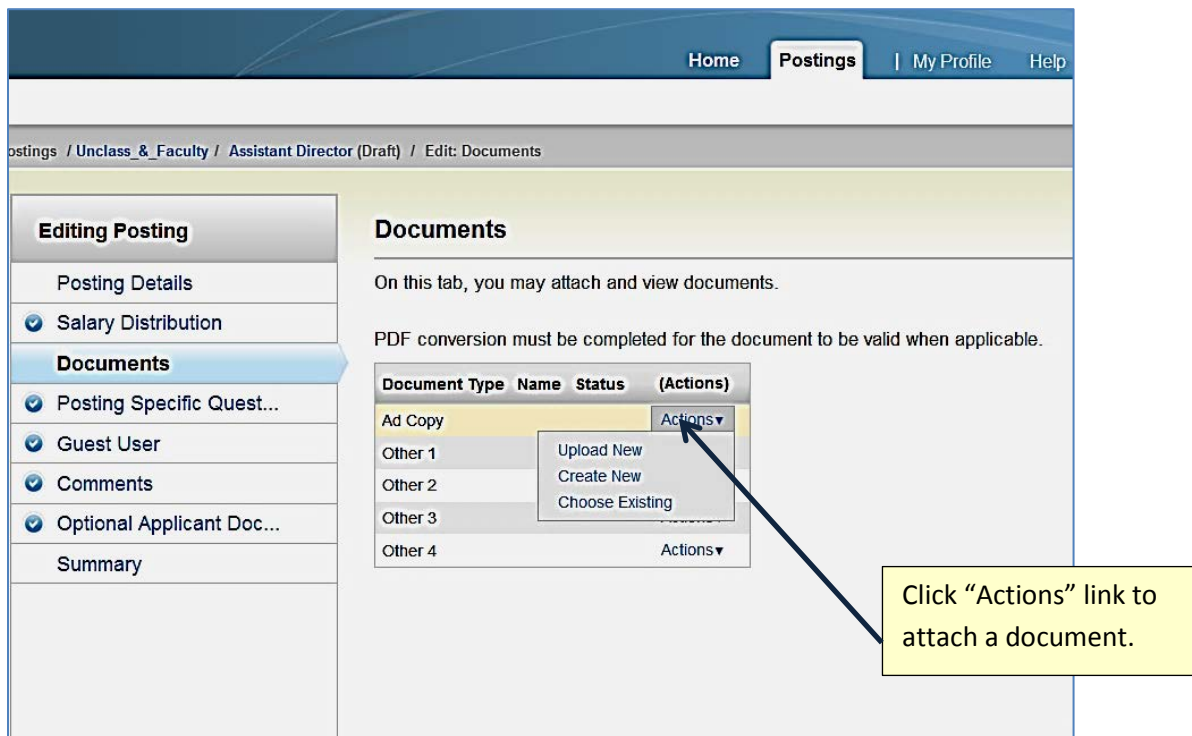 Home Postings | My Profile Help
ostings / Unclass_&_Faculty / Assistant Director (Draft) / Edit: Documents
Editing Posting
Posting Details
Salary Distribution
Documents
Posting Specific Quest...
Guest User
Comments
Optional Applicant Doc...
Summary
Documents
On this tab, you may attach and view documents.
PDF conversion must be completed for the document to be valid when applicable.
Document Type Name Status (Actions)
Ad Copy Actions▾
Other 1
Other 2
Other 3
Other 4 Actions▾
Upload New
Create New
Choose Existing
Click “Actions” link to
attach a document.